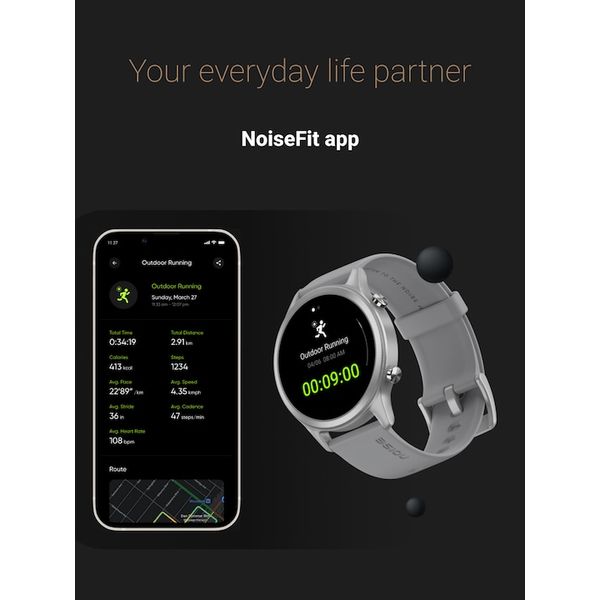 Your everyday life partner
NoiseFit app
11:37
Outdoor Running
Outdoor Running
Sunday, March 27
Total Time
Total Distance
0:34:19
2.91 km
Calories
Steps
413 kcal
1234
Avg. Pace
Avg. Speed
22'89" /km
4.35 kmph
Avg. Stride
Avg. Cadence
36 in
47 steps/min
Avg. Heart Rate
108 bpm
Route
Outdoor Running
04/06 08:00 AM
00:09:00
TO THE NOISE
NOISE